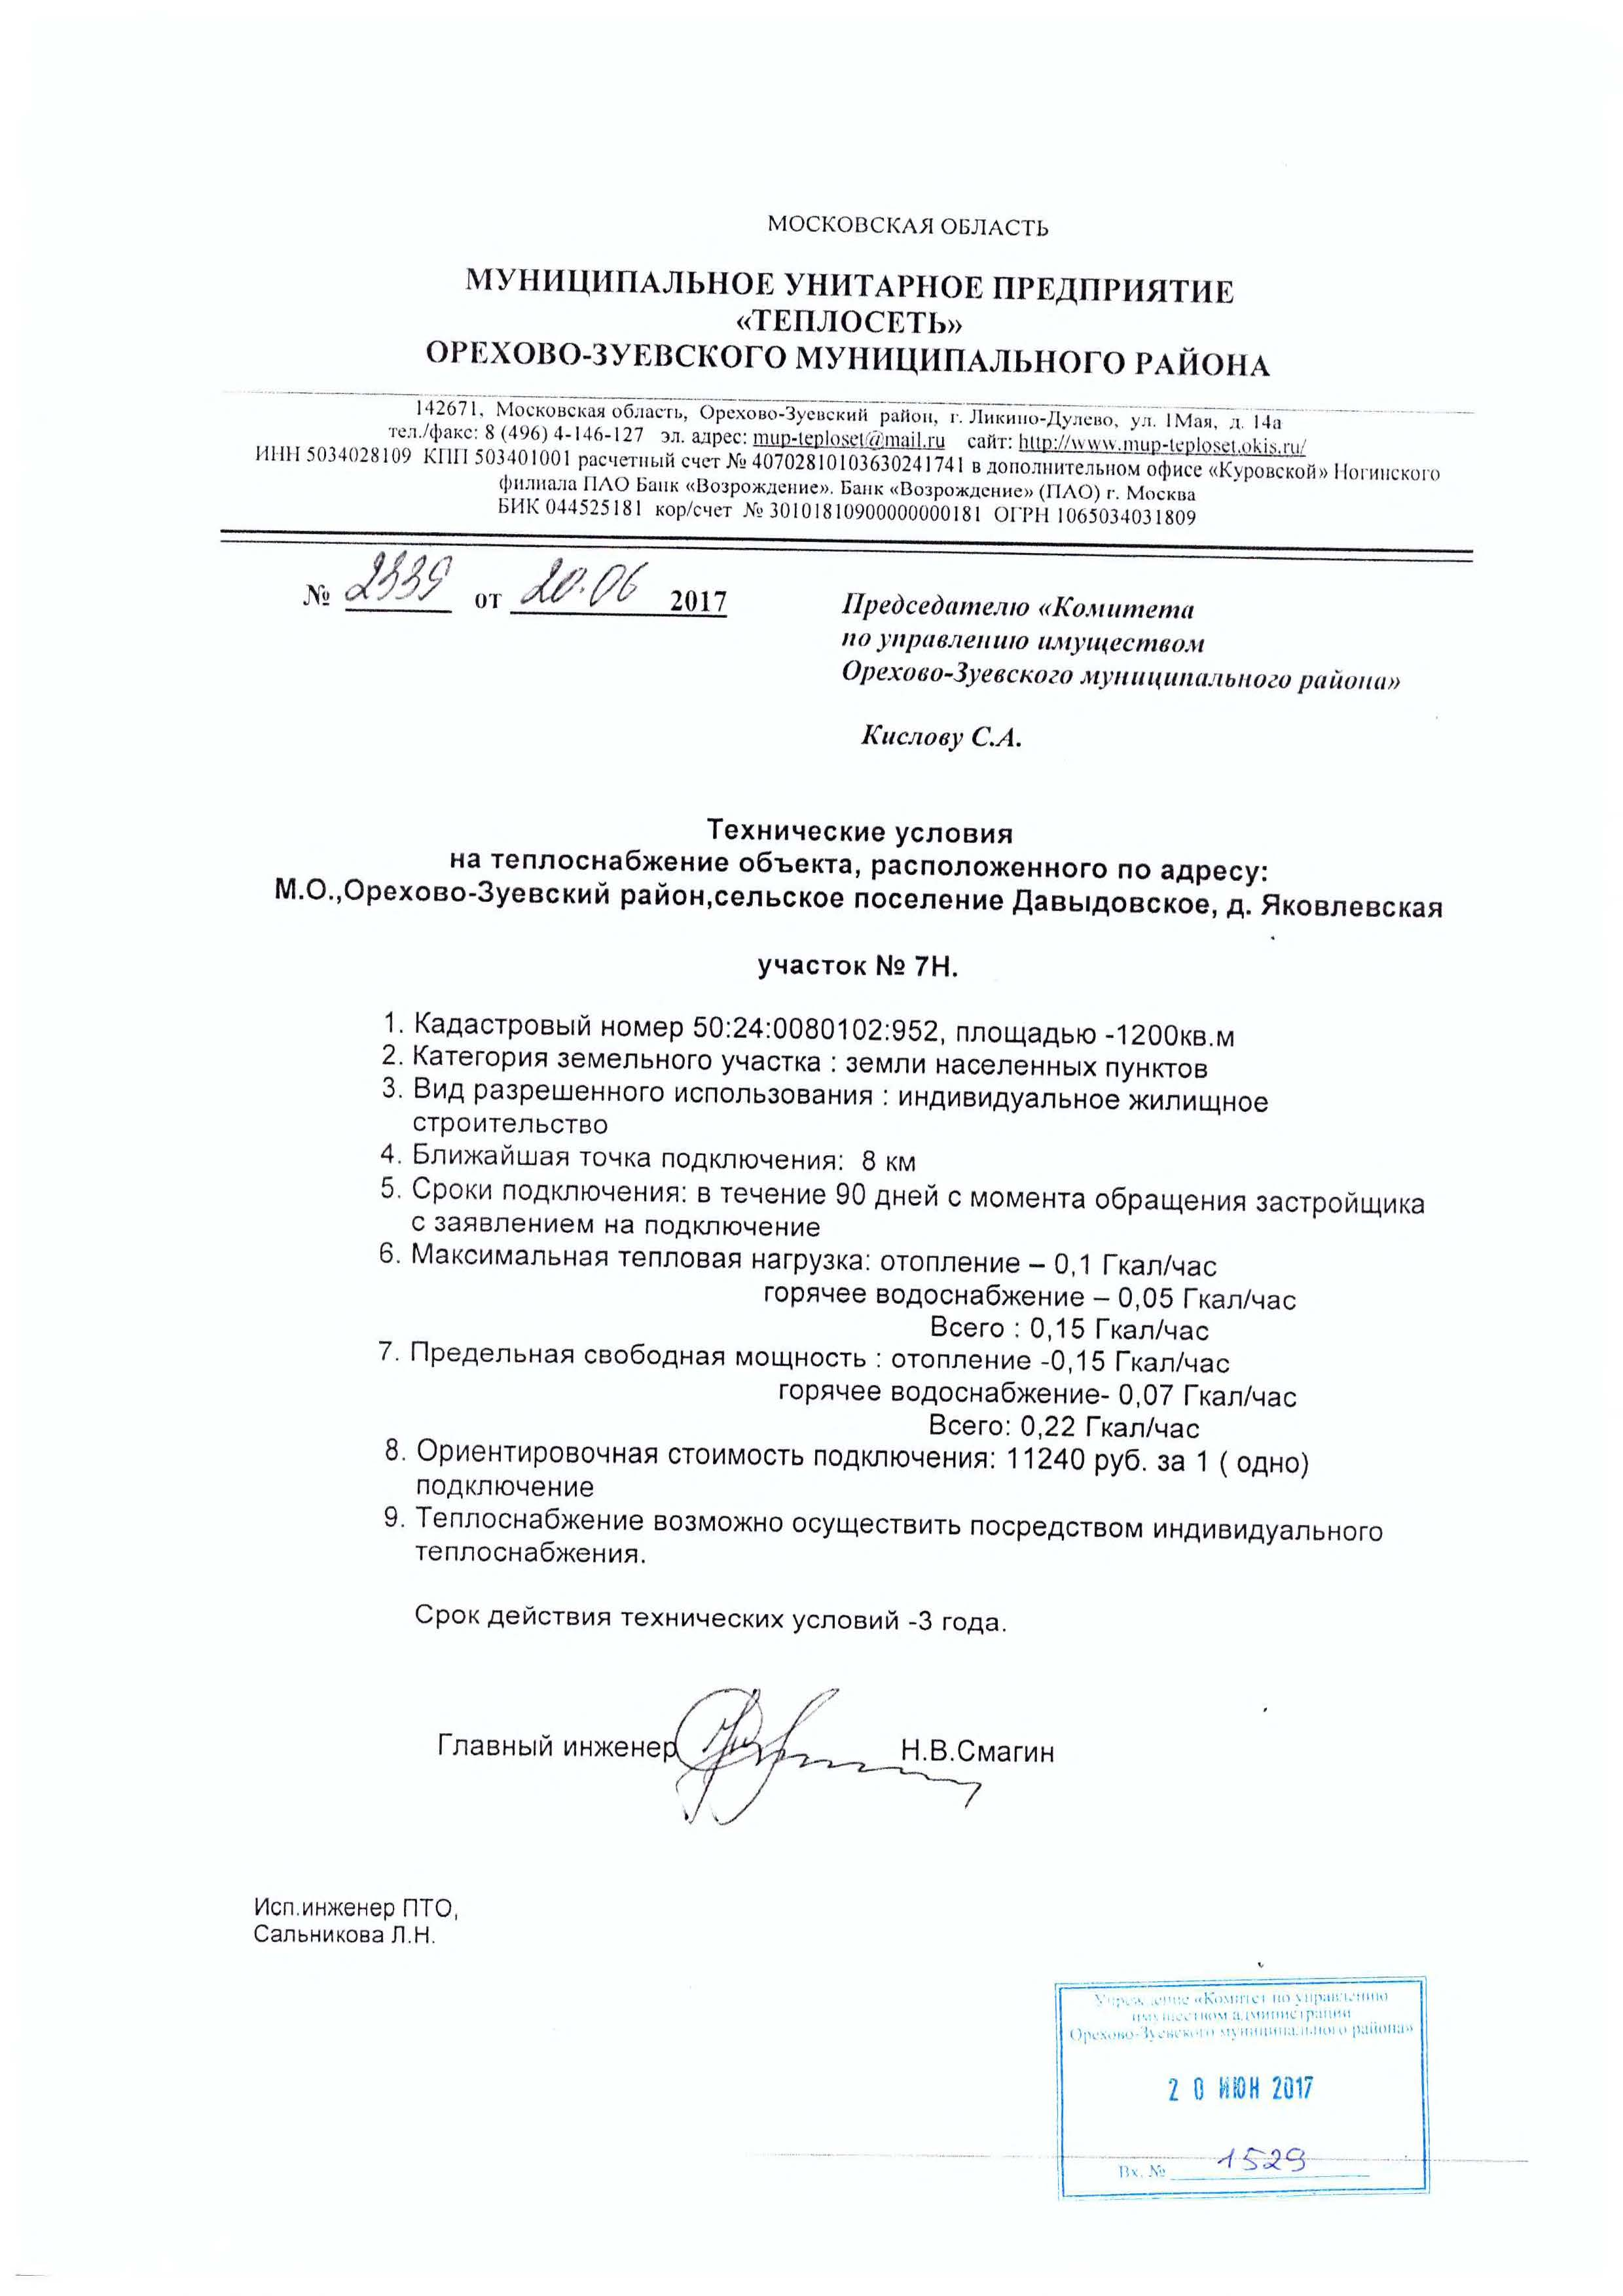 МОСКОВСКАЯ ОБЛАСТЬ
МУНИЦИПАЛЬНОЕ УНИТАРНОЕ ПРЕДПРИЯТИЕ
«ТЕПЛОСЕТЬ»
ОРЕХОВО-ЗУЕВСКОГО МУНИЦИПАЛЬНОГО РАЙОНА
142671, Московская область, Орехово-Зуевский район, г. Ликино-Дулево, ул. 1Мая, д. 14а
тел./факс: 8 (496) 4-146-127 эл. адрес: mup-teploset@mail.ru сайт: http://www.mup-teploset.okis.ru/
ИНН 5034028109 КПП 503401001 расчетный счет № 40702810103630241741 в дополнительном офисе «Куровской» Ногинского
филиала ПАО Банк «Возрождение». Банк «Возрождение» (ПАО) г. Москва
БИК 044525181 кор/счет № 30101810900000000181 ОГРН 1065034031809
№ 2339 от 20.06 2017
Председателю «Комитета
по управлению имуществом
Орехово-Зуевского муниципального района»
Кислову С.А.
Технические условия
на теплоснабжение объекта, расположенного по адресу:
М.О.,Орехово-Зуевский район,сельское поселение Давыдовское, д. Яковлевская
участок № 7Н.
1. Кадастровый номер 50:24:0080102:952, площадью -1200кв.м
2. Категория земельного участка : земли населенных пунктов
3. Вид разрешенного использования : индивидуальное жилищное
строительство
4. Ближайшая точка подключения: 8 км
5. Сроки подключения: в течение 90 дней с момента обращения застройщика
с заявлением на подключение
6. Максимальная тепловая нагрузка: отопление – 0,1 Гкал/час
горячее водоснабжение – 0,05 Гкал/час
Всего : 0,15 Гкал/час
7. Предельная свободная мощность : отопление -0,15 Гкал/час
горячее водоснабжение- 0,07 Гкал/час
Всего: 0,22 Гкал/час
8. Ориентировочная стоимость подключения: 11240 руб. за 1 ( одно)
подключение
9. Теплоснабжение возможно осуществить посредством индивидуального
теплоснабжения.
Срок действия технических условий -3 года.
Главный инженер Н.В.Смагин
Исп.инженер ПТО,
Сальникова Л.Н.
Учреждение «Комитет по управлению
имуществом администрации
Орехово-Зуевского муниципального района»
20 ИЮН 2017
Вх. № 1529